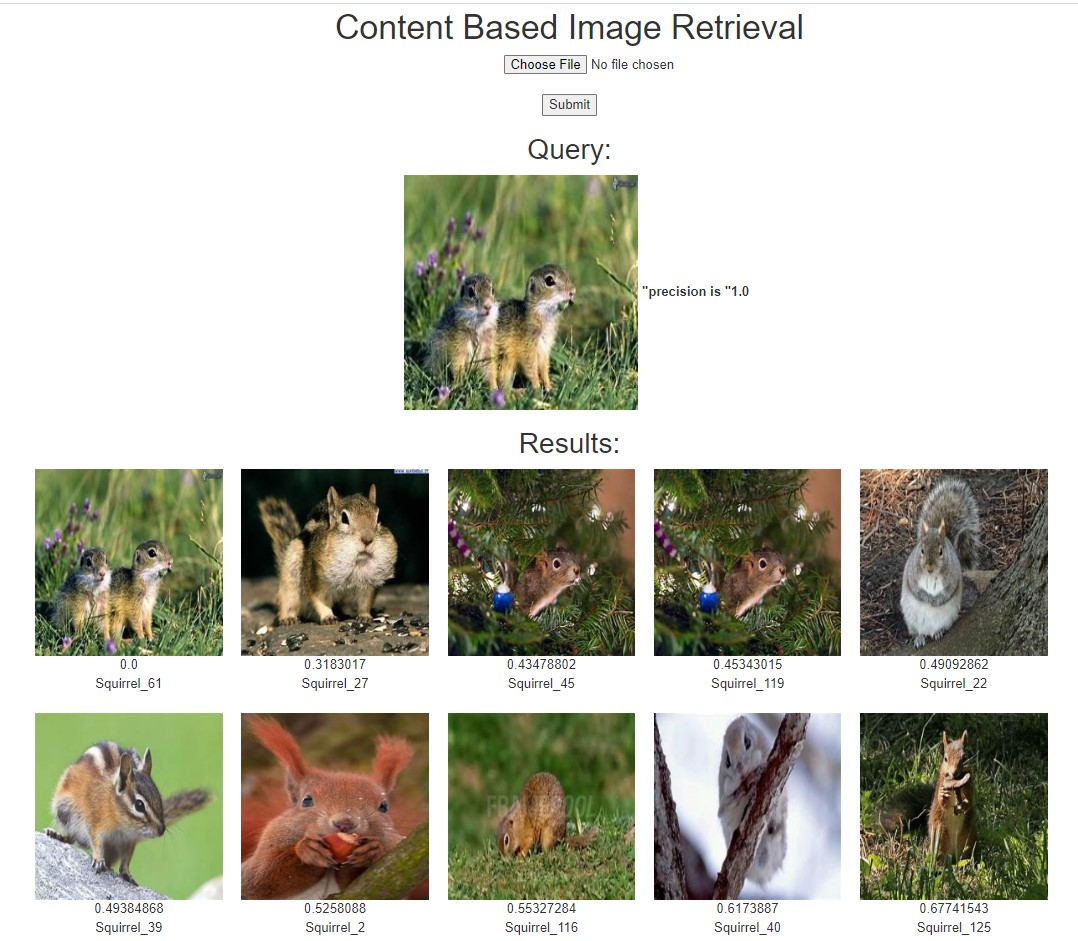 Content Based Image Retrieval
Choose File No file chosen
Submit
Query:
"precision is "1.0
Results:
0.0 0.3183017 0.43478802 0.45343015 0.49092862
Squirrel_61 Squirrel_27 Squirrel_45 Squirrel_119 Squirrel_22
0.49384868 0.5258088 0.55327284 0.6173887 0.67741543
Squirrel_39 Squirrel_2 Squirrel_116 Squirrel_40 Squirrel_125